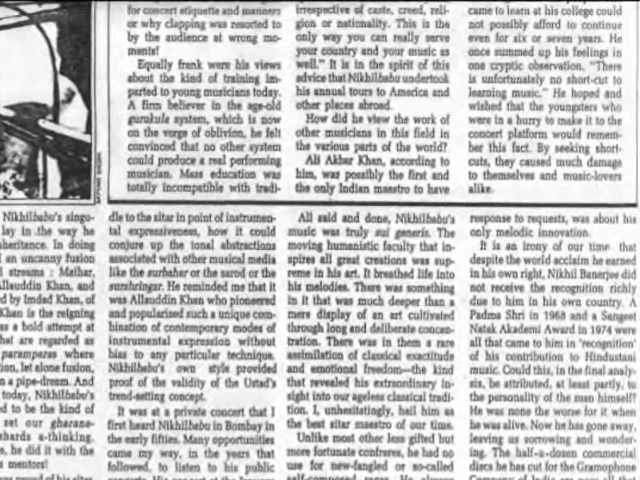 for concert etiquette and manners
or why clapping was resorted to
by the audience at wrong mo-
ments!
Equally frank were his views
about the kind of training im-
parted to young musicians today.
A firm believer in the age-old
gurukula system, which is now
on the verge of oblivion, he felt
convinced that no other system
could produce a real performing
musician. Mass education was
totally incompatible with tradi-
irrespective of caste, creed, reli-
gion or nationality. This is the
only way you can really serve
your country and your music as
well." It is in the spirit of this
advice that Nikhilbabu undertook
his annual tours to America and
other places abroad.
How did he view the work of
other musicians in this field in
the various parts of the world?
Ali Akbar Khan, according to
him, was possibly the first and
the only Indian maestro to have
came to learn at his college could
not possibly afford to continue
even for six or seven years. He
once summed up his feelings in
one cryptic observation, "There
is unfortunately no short-cut to
learning music." He hoped and
wished that the youngsters who
were in a hurry to make it to the
concert platform would remem-
ber this fact. By seeking short-
cuts, they caused much damage
to themselves and music-lovers
alike.
Nikhilbabu's singu-
lay in the way he
heritance. In doing
an uncanny fusion
streams : Maihar,
Allauddin Khan, and
d by Imdad Khan, of
Khan is the reigning
as a bold attempt at
hat are regarded as
paramparas where
ion, let alone fusion,
n a pipe-dream. And
today, Nikhilbabu's
d to be the kind of
set our gharana-
hards a-thinking.
e, he did it with the
mentors!
dle to the sitar in point of instrumen-
tal expressiveness, how it could
conjure up the tonal abstractions
associated with other musical media
like the surbahar or the sarod or the
surshringar. He reminded me that it
was Allauddin Khan who pioneered
and popularised such a unique com-
bination of contemporary modes of
instrumental expression without
bias to any particular technique.
Nikhilbabu's own style provided
proof of the validity of the Ustad's
trend-setting concept.
It was at a private concert that I
first heard Nikhilbabu in Bombay in
the early fifties. Many opportunities
came my way, in the years that
followed, to listen to his public
All said and done, Nikhilbabu's
music was truly sui generis. The
moving humanistic faculty that in-
spires all great creations was sup-
reme in his art. It breathed life into
his melodies. There was something
in it that was much deeper than a
mere display of an art cultivated
through long and deliberate concen-
tration. There was in them a rare
assimilation of classical exactitude
and emotional freedom—the kind
that revealed his extraordinary in-
sight into our ageless classical tradi-
tion. I, unhesitatingly, hail him as
the best sitar maestro of our time.
Unlike most other less gifted but
more fortunate confreres, he had no
use for new-fangled or so-called
response to requests, was about his
only melodic innovation.
It is an irony of our time that
despite the world acclaim he earned
in his own right, Nikhil Banerjee did
not receive the recognition richly
due to him in his own country. A
Padma Shri in 1968 and a Sangeet
Natak Akademi Award in 1974 were
all that came to him in 'recognition'
of his contribution to Hindustani
music. Could this, in the final analy-
sis, be attributed, at least partly, to
the personality of the man himself?
He was none the worse for it when
he was alive. Now he has gone away,
leaving us sorrowing and wonder-
ing. The half-a-dozen commercial
discs he has cut for the Gramophone